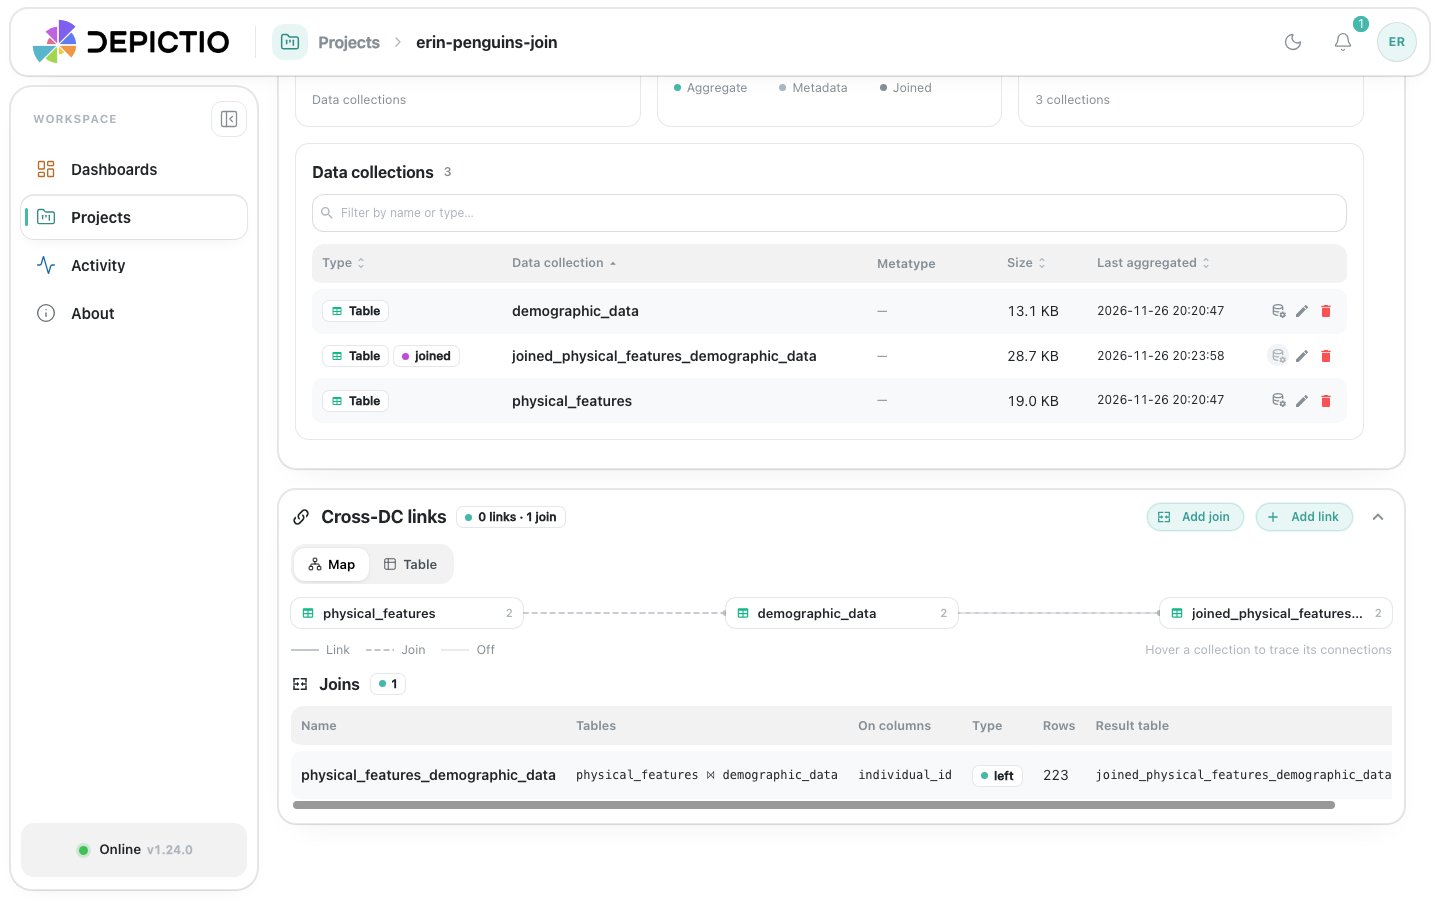 DEPICTIO
Projects > erin-penguins-join
1
ER
WORKSPACE
Dashboards
Projects
Activity
About
Online v1.24.0
Data collections
Aggregate Metadata Joined
3 collections
Data collections 3
Filter by name or type...
Type Data collection Metatype Size Last aggregated
Table demographic_data — 13.1 KB 2026-11-26 20:20:47
Table joined joined_physical_features_demographic_data — 28.7 KB 2026-11-26 20:23:58
Table physical_features — 19.0 KB 2026-11-26 20:20:47
Cross-DC links 0 links · 1 join Add join + Add link
Map Table
physical_features 2 demographic_data 2 joined_physical_features... 2
Link Join Off Hover a collection to trace its connections
Joins 1
Name Tables On columns Type Rows Result table
physical_features_demographic_data physical_features ⋈ demographic_data individual_id left 223 joined_physical_features_demographic_data